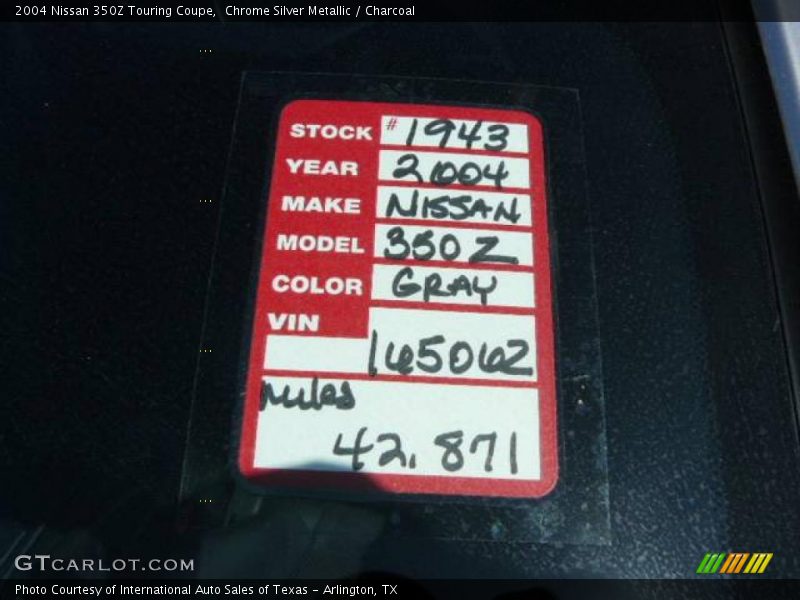 2004 Nissan 350Z Touring Coupe,  Chrome Silver Metallic / Charcoal
STOCK # 1943
YEAR 2004
MAKE NISSAN
MODEL 350Z
COLOR GRAY
VIN
165062
miles
42,871
GTCARLOT.COM
Photo Courtesy of International Auto Sales of Texas - Arlington, TX